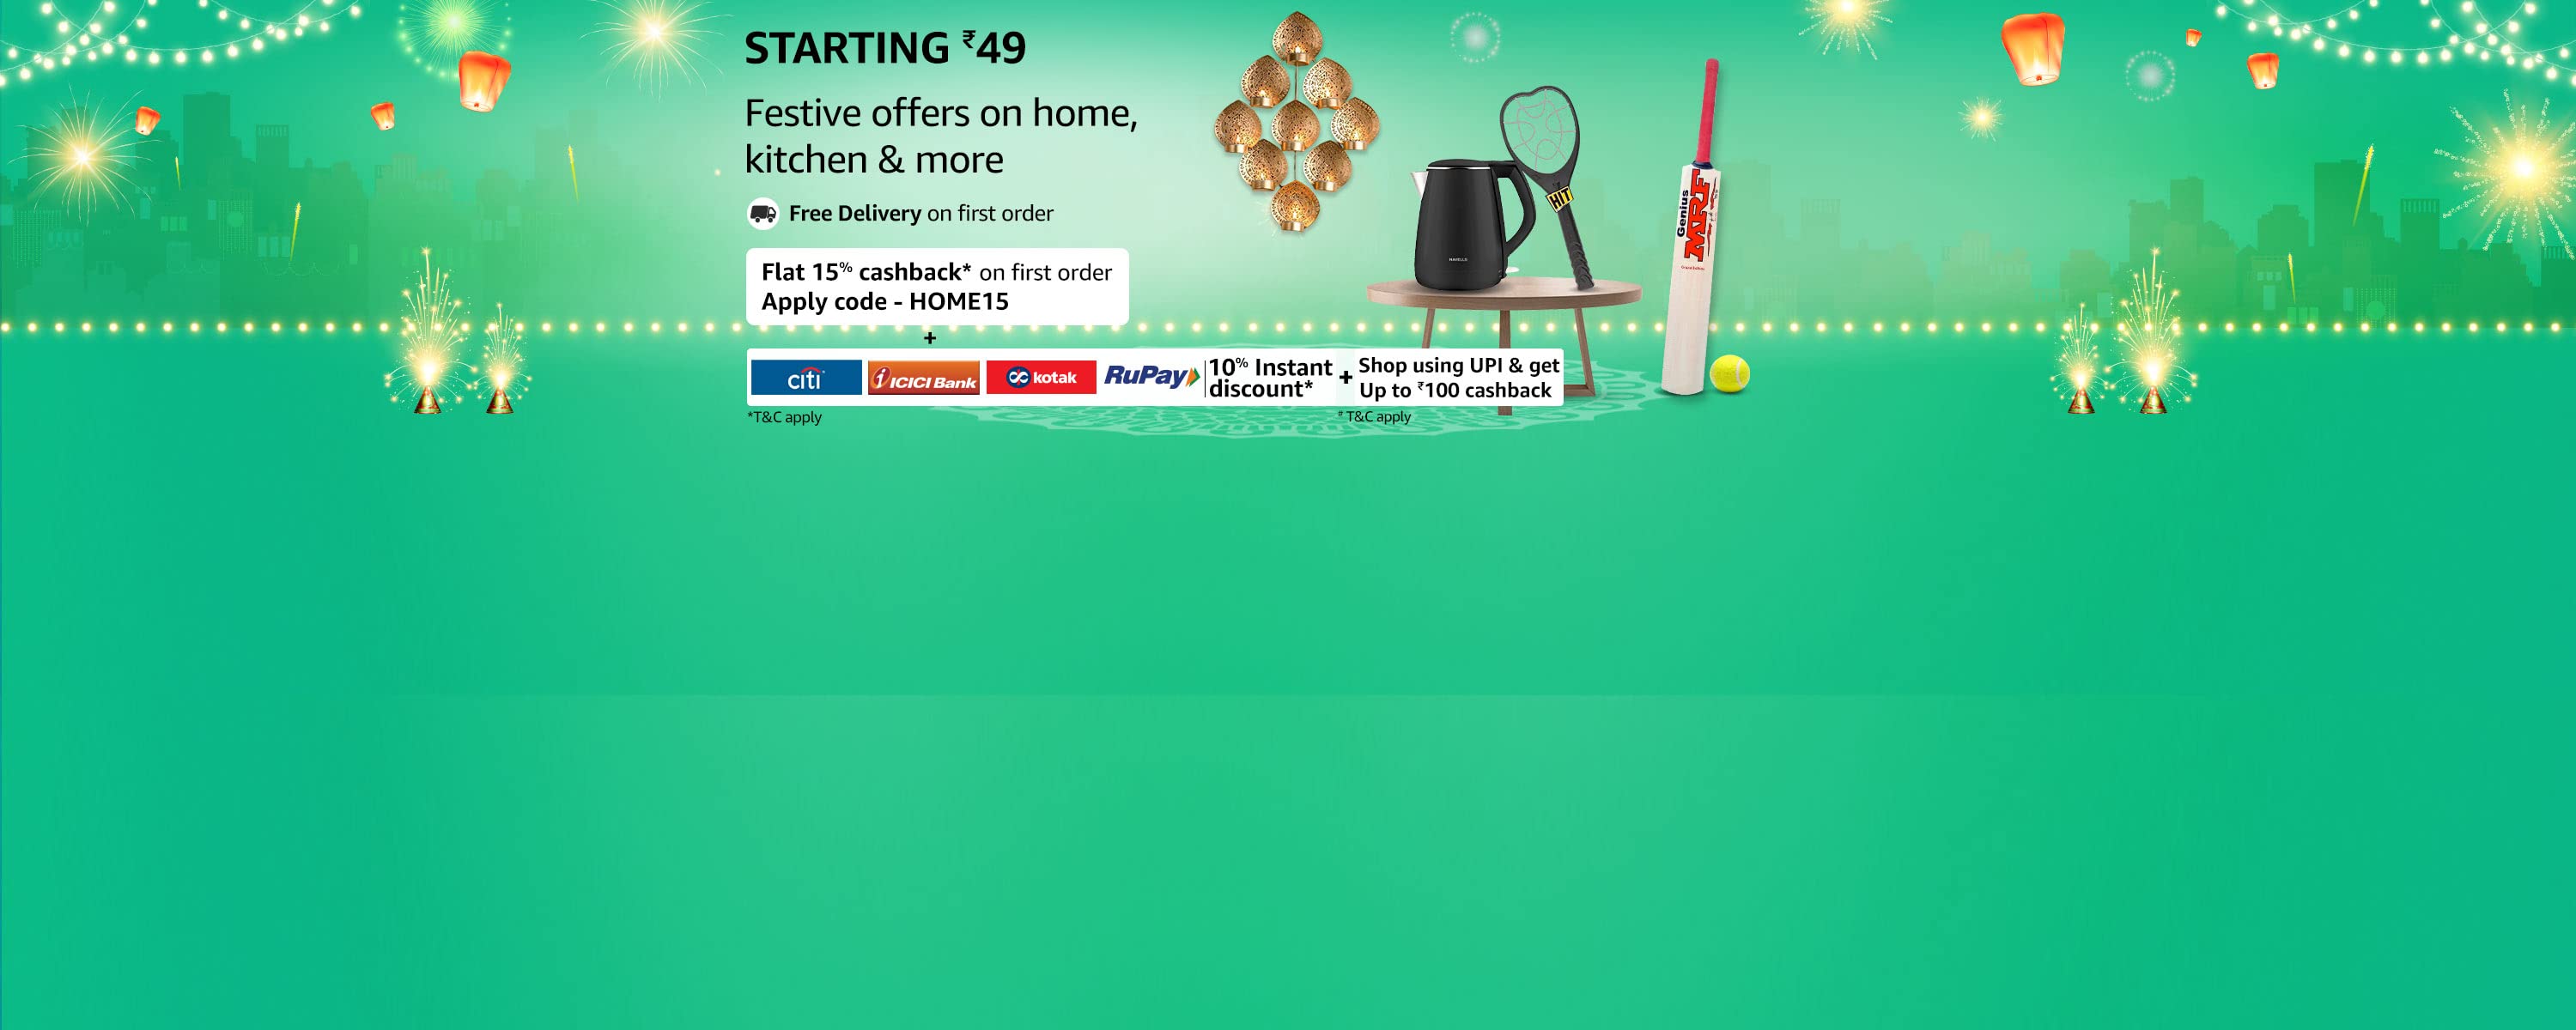 STARTING ₹49
Festive offers on home,
kitchen & more
Free Delivery on first order
Flat 15% cashback* on first order
Apply code - HOME15
+
citi
ICICI Bank
kotak
RuPay
10% Instant
discount*
+
Shop using UPI & get
Up to ₹100 cashback
*T&C apply
# T&C apply
HIT
HAVELLS
Genius
MRF